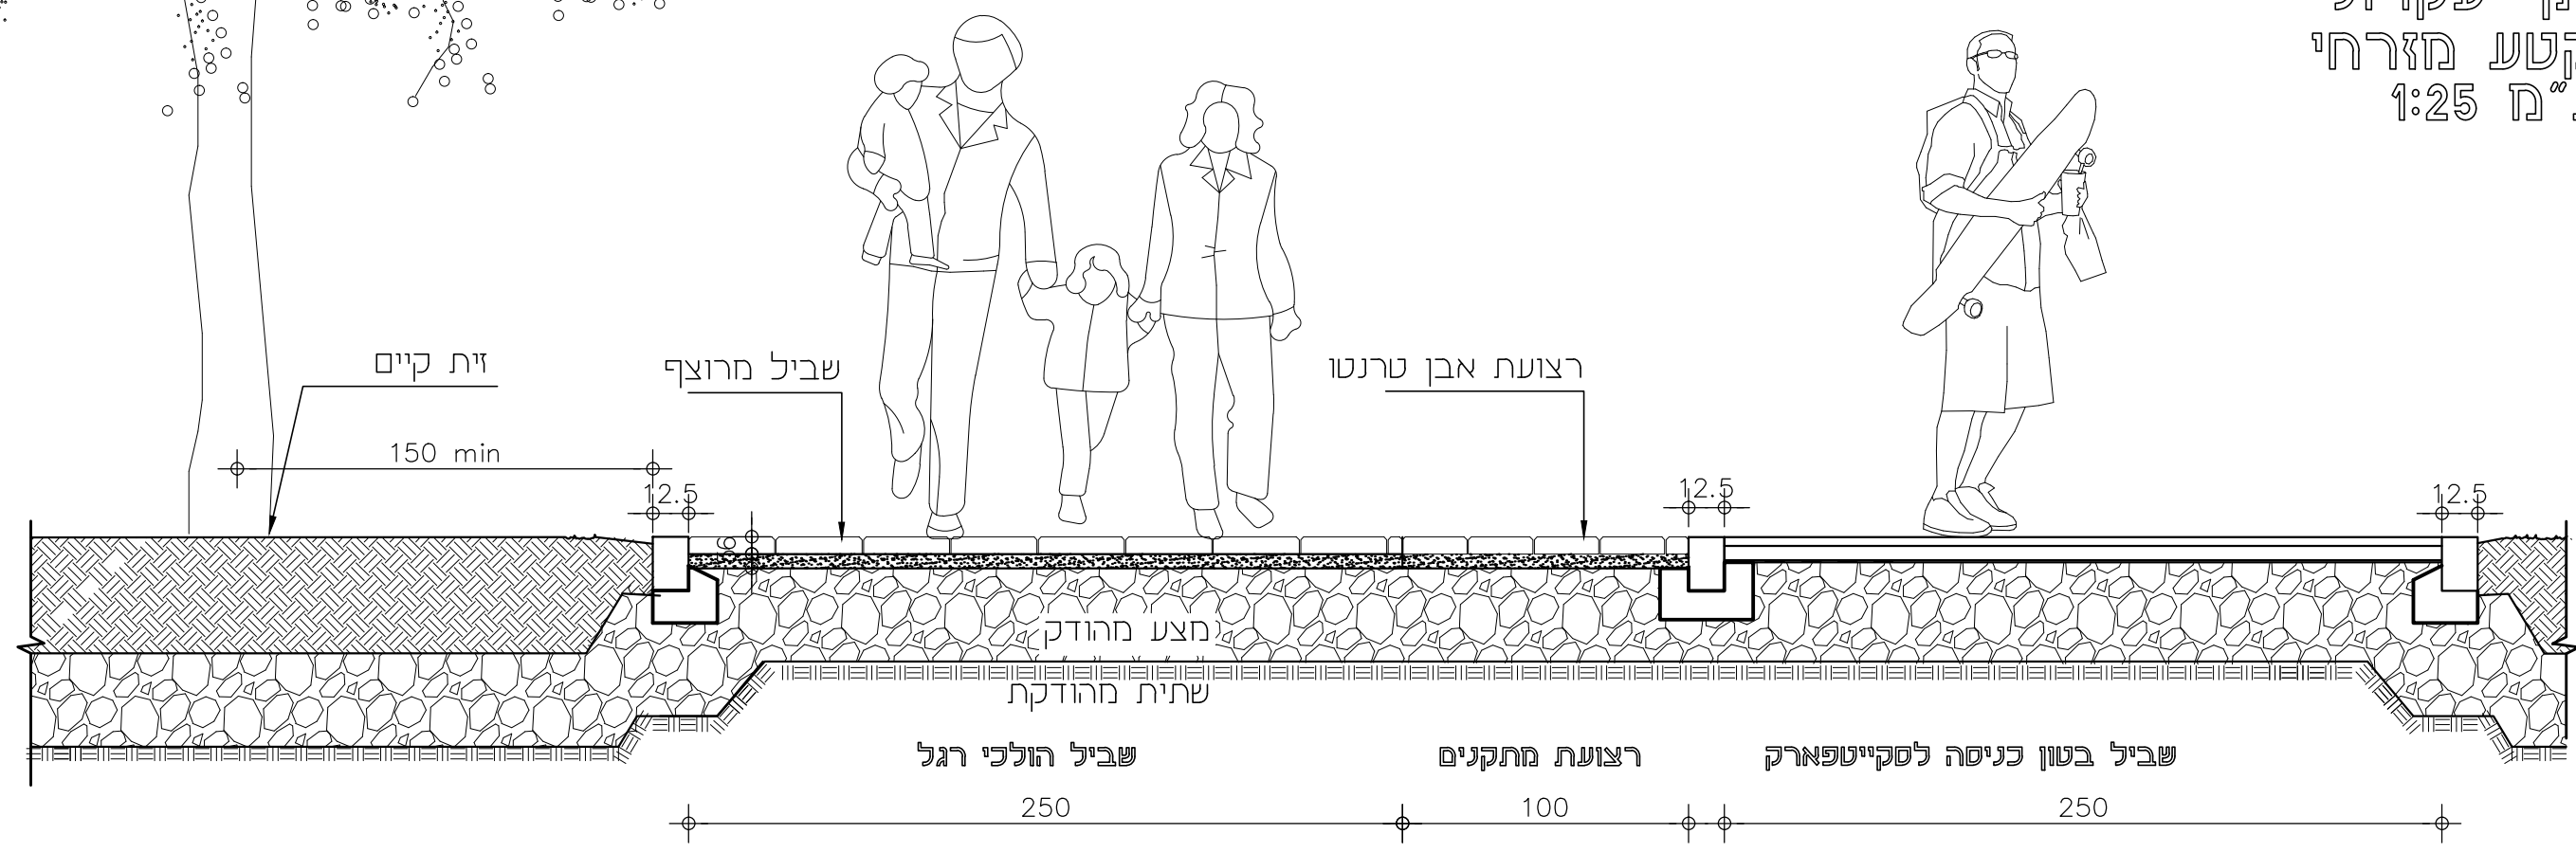 קטע מזרחי
1:25
זית קיים
שביל מרוצף
רצועת אבן טרנטו
150 min
12.5
12.5
12.5
מצע מהודק
שתית מהודקת
שביל הולכי רגל
רצועת מתקנים
שביל בטון כניסה לסקייטפארק
250
100
250